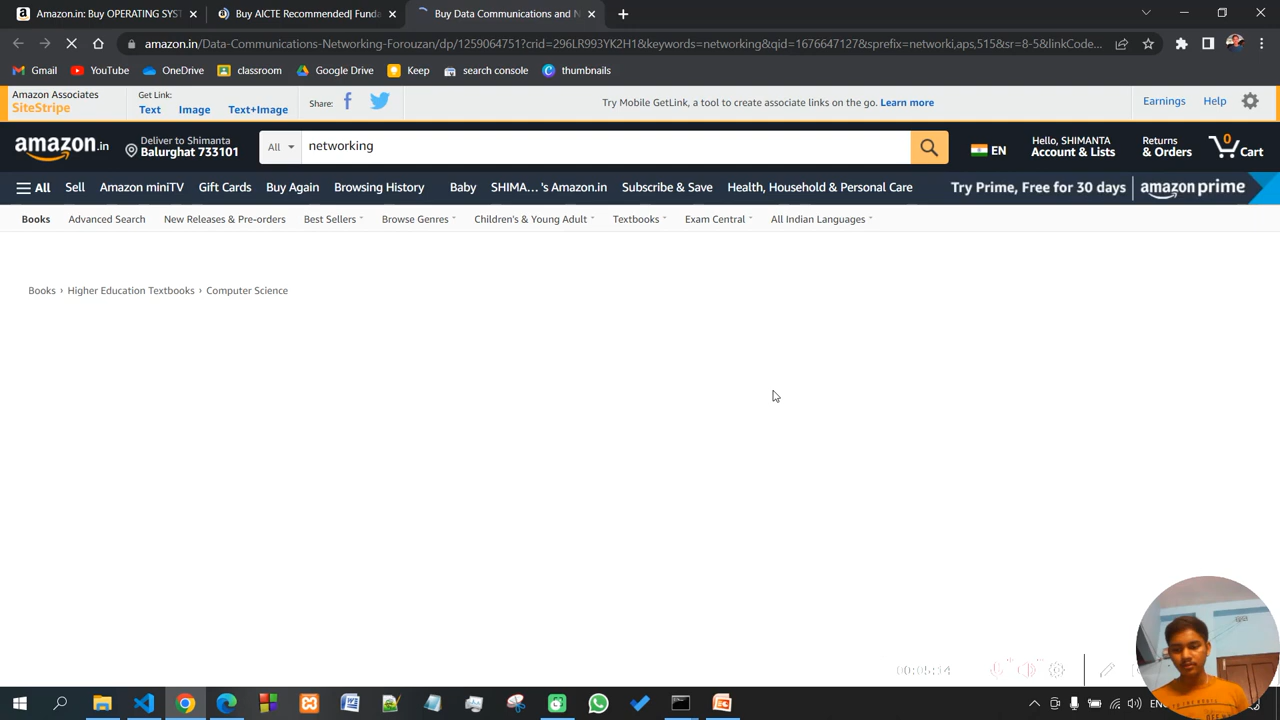 Amazon.in: Buy OPERATING SYST
Buy AICTE Recommended| Funda
Buy Data Communications and N
amazon.in/Data-Communications-Networking-Forouzan/dp/1259064751?crid=296LR993YK2H1&keywords=networking&qid=1676647127&sprefix=networki,aps,515&sr=8-5&linkCode...
Gmail YouTube OneDrive classroom Google Drive Keep search console thumbnails
Amazon Associates
SiteStripe
Get Link:
Text Image Text+Image
Share:
Try Mobile GetLink, a tool to create associate links on the go. Learn more
Earnings Help
amazon.in
Deliver to Shimanta
Balurghat 733101
All
networking
EN
Hello, SHIMANTA
Account & Lists
Returns
& Orders
0
Cart
All Sell Amazon miniTV Gift Cards Buy Again Browsing History Baby SHIMA... 's Amazon.in Subscribe & Save Health, Household & Personal Care
Try Prime, Free for 30 days amazon prime
Books Advanced Search New Releases & Pre-orders Best Sellers Browse Genres Children's & Young Adult Textbooks Exam Central All Indian Languages
Books › Higher Education Textbooks › Computer Science